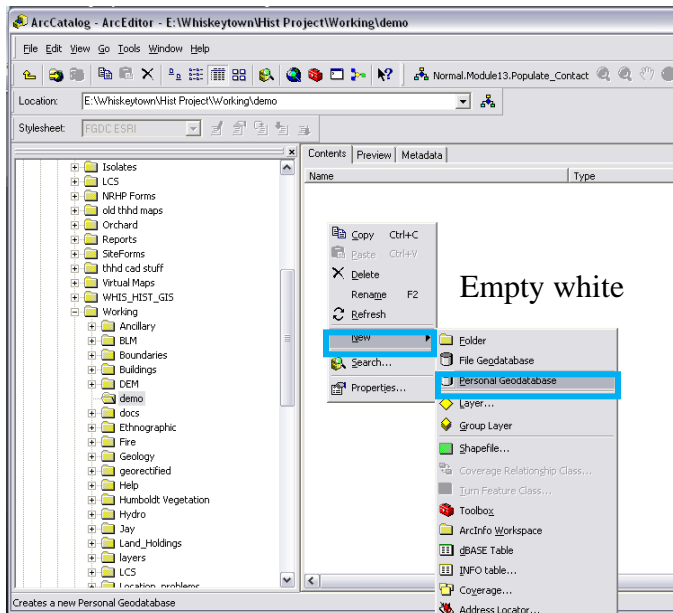 ArcCatalog - ArcEditor - E:\Whiskeytown\Hist Project\Working\demo
File Edit View Go Tools Window Help
Normal.Module13.Populate_Contact
Location: E:\Whiskeytown\Hist Project\Working\demo
Stylesheet: FGDC ESRI
Contents Preview Metadata
Name Type
Isolates
LCS
NRHP Forms
old thhd maps
Orchard
Reports
SiteForms
thhd cad stuff
Virtual Maps
WHIS_HIST_GIS
Working
Ancillary
BLM
Boundaries
Buildings
DEM
demo
docs
Ethnographic
Fire
Geology
georectified
Help
Humboldt Vegetation
Hydro
Jay
Land_Holdings
layers
LCS
Location_problems
Copy Ctrl+C
Paste Ctrl+V
Delete
Rename F2
Refresh
New
Search...
Properties...
Empty white
Folder
File Geodatabase
Personal Geodatabase
Layer...
Group Layer
Shapefile...
Coverage Relationship Class...
Turn Feature Class...
Toolbox
ArcInfo Workspace
dBASE Table
INFO table...
Coverage...
Address Locator...
Creates a new Personal Geodatabase